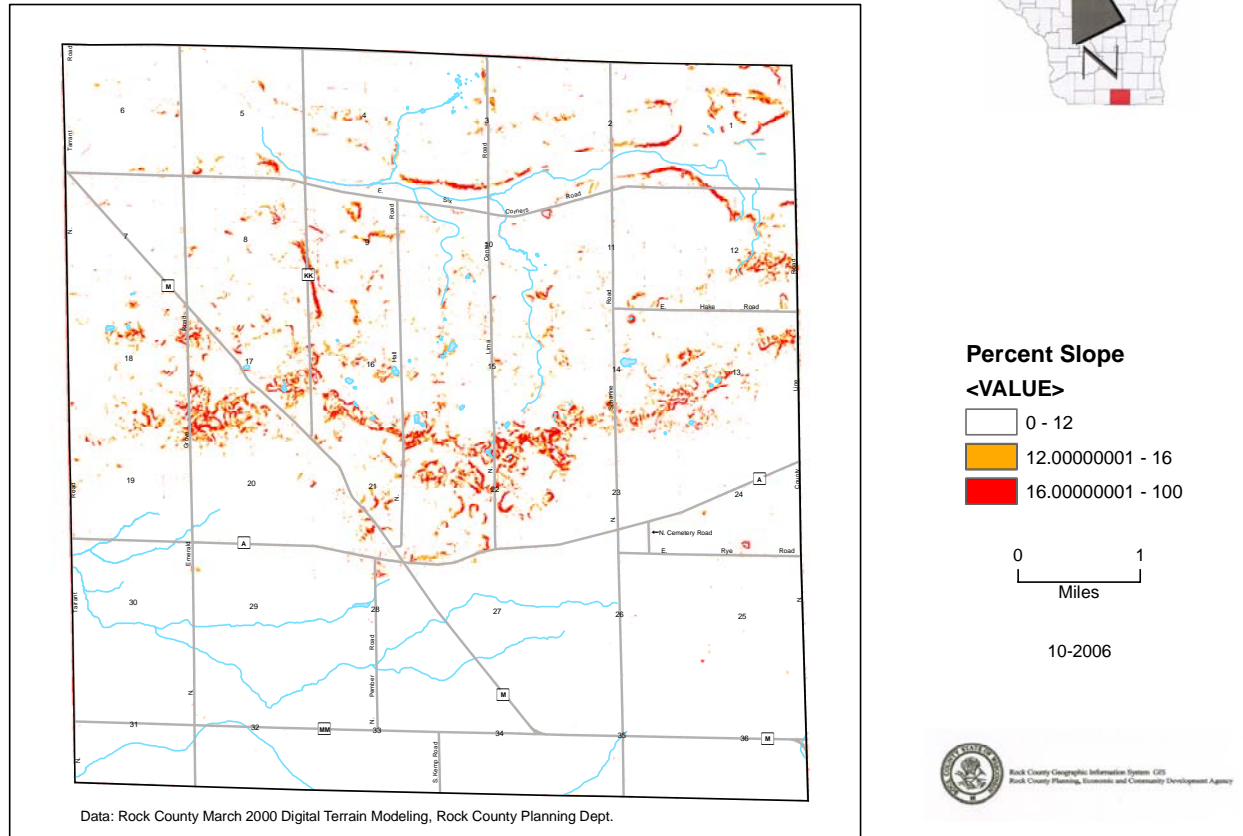 Road
6
5
4
3
2
1
Tarrant
Road
E.
Six
Corners
Road
N.
7
8
9
10
11
12
Road
Center
M
KK
Road
Road
E. Hake Road
Road
18
17
16
15
14
13
Hall
Lima
Line
Grove
19
20
21
22
23
24
Road
N.
N.
N.
A
County
N. Cemetery Road
A
Emerald
E. Rye Road
30
29
28
27
26
25
Tarrant
N.
Road
M
N.
Pember
N.
31
32
MM
33
34
35
36
M
N.
S. Kemp Road
Data: Rock County March 2000 Digital Terrain Modeling, Rock County Planning Dept.
N
Percent Slope
<VALUE>
0 - 12
12.00000001 - 16
16.00000001 - 100
0 1
Miles
10-2006
Rock County Geographic Information System GIS
Rock County Planning, Economic and Community Development Agency